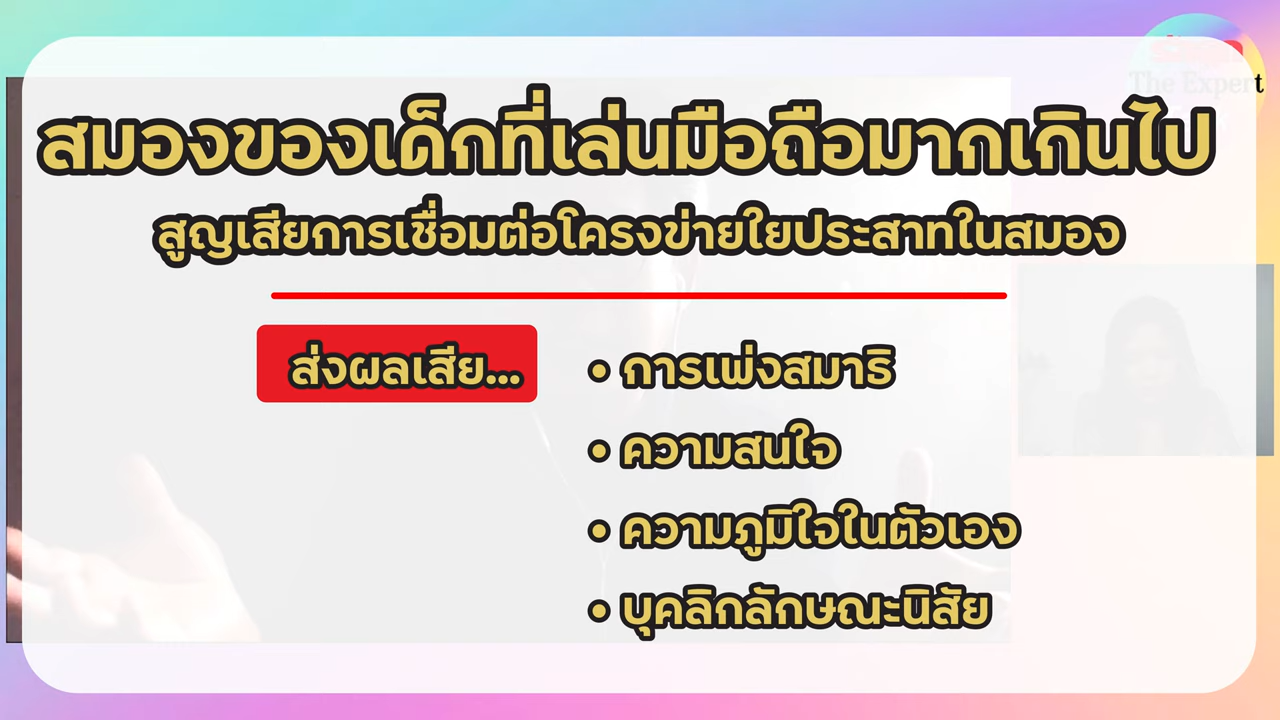 The Expert
สมองของเด็กที่เล่นมือถือมากเกินไป
สูญเสียการเชื่อมต่อโครงข่ายใยประสาทในสมอง
ส่งผลเสีย...
• การเพ่งสมาธิ
• ความสนใจ
• ความภูมิใจในตัวเอง
• บุคลิกลักษณะนิสัย